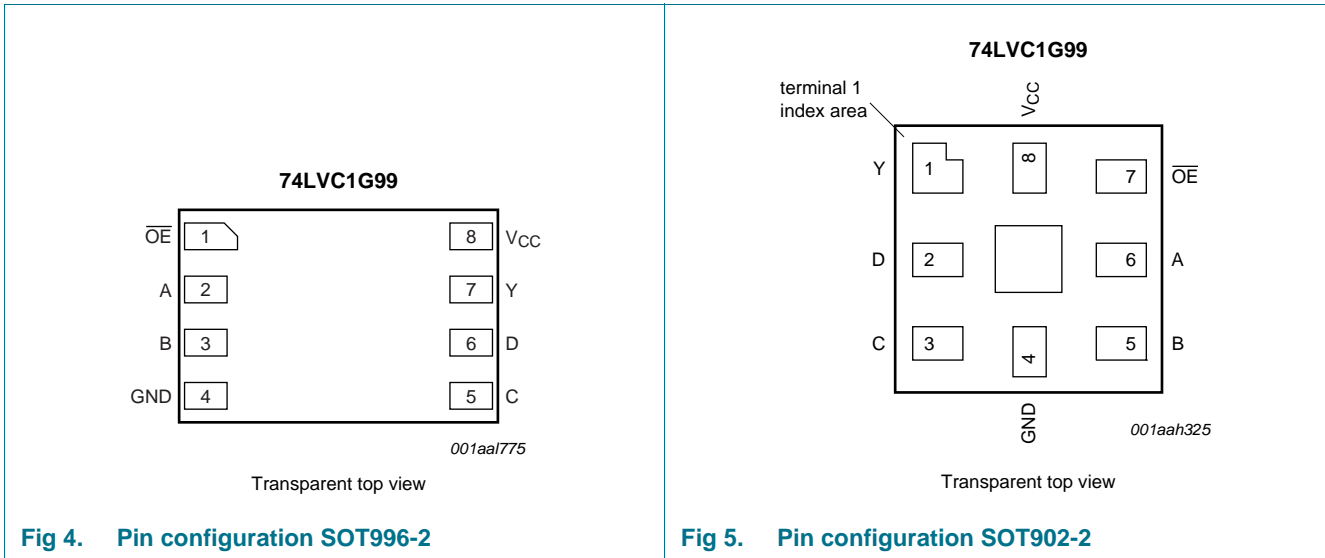 74LVC1G99
OE 1 8 VCC
A 2 7 Y
B 3 6 D
GND 4 5 C
001aal775
Transparent top view
Fig 4. Pin configuration SOT996-2
74LVC1G99
terminal 1
index area
VCC
Y 1 8 7 OE
D 2 6 A
C 3 4 5 B
GND
001aah325
Transparent top view
Fig 5. Pin configuration SOT902-2